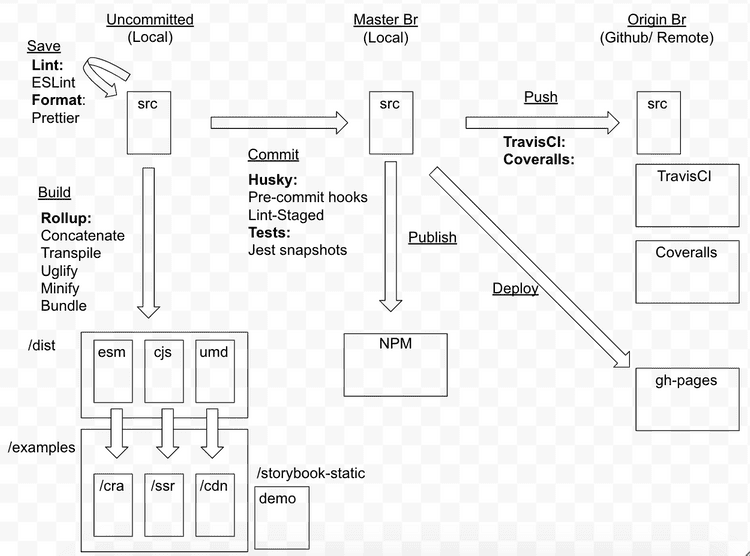 Uncommitted
(Local)
Master Br
(Local)
Origin Br
(Github/ Remote)
Save
Lint:
ESLint
Format:
Prettier
src
src
src
Push
TravisCI:
Coveralls:
Commit
Husky:
Pre-commit hooks
Lint-Staged
Tests:
Jest snapshots
TravisCI
Coveralls
Build
Rollup:
Concatenate
Transpile
Uglify
Minify
Bundle
Publish
Deploy
/dist
esm
cjs
umd
NPM
gh-pages
/examples
/cra
/ssr
/cdn
/storybook-static
demo